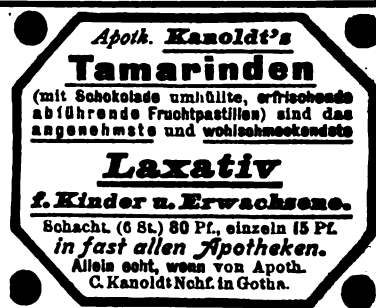 Apoth. Kanoldt's
Tamarinden
(mit Schokolade umhüllte, erfrischende
abführende Fruchtpastillen) sind das
angenehmste und wohlschmeckendste
Laxativ
f. Kinder u. Erwachsene.
Schacht. (6 St.) 80 Pf., einzeln 15 Pf.
in fast allen Apotheken.
Allein echt, wenn von Apoth.
C. Kanoldt Nchf. in Gotha.